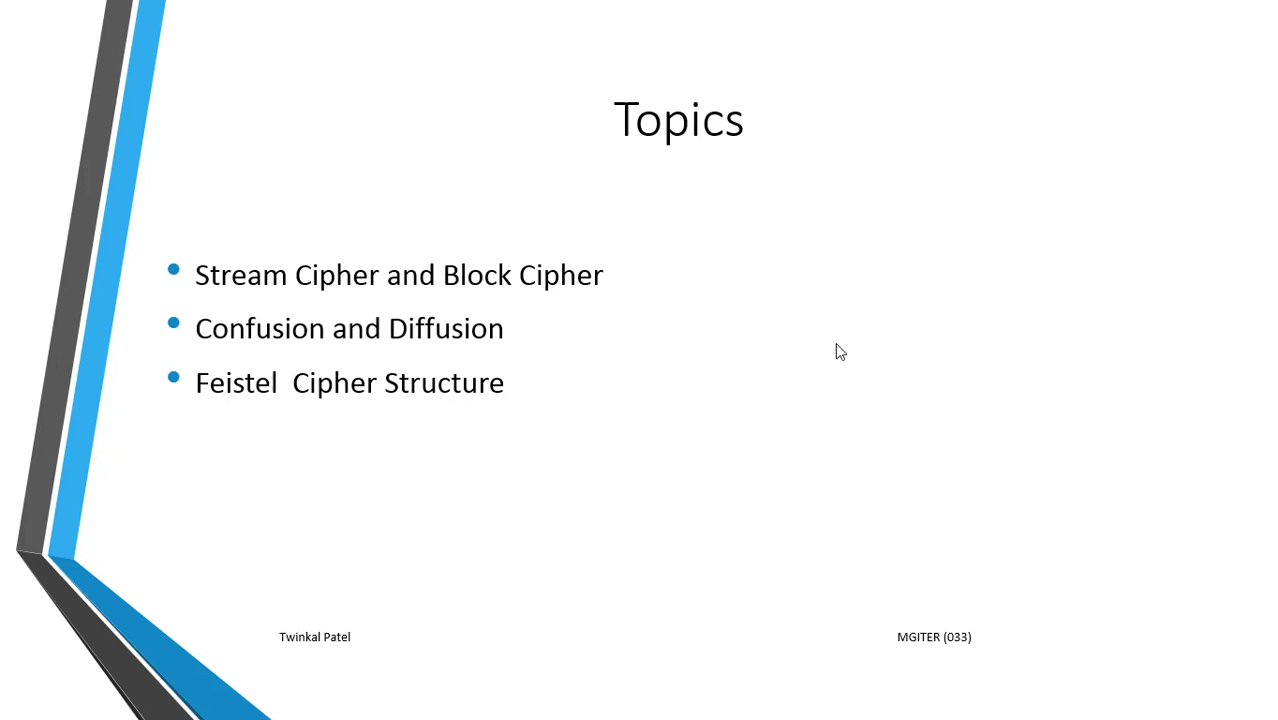 Topics
Stream Cipher and Block Cipher
Confusion and Diffusion
Feistel  Cipher Structure
Twinkal Patel
MGITER (033)